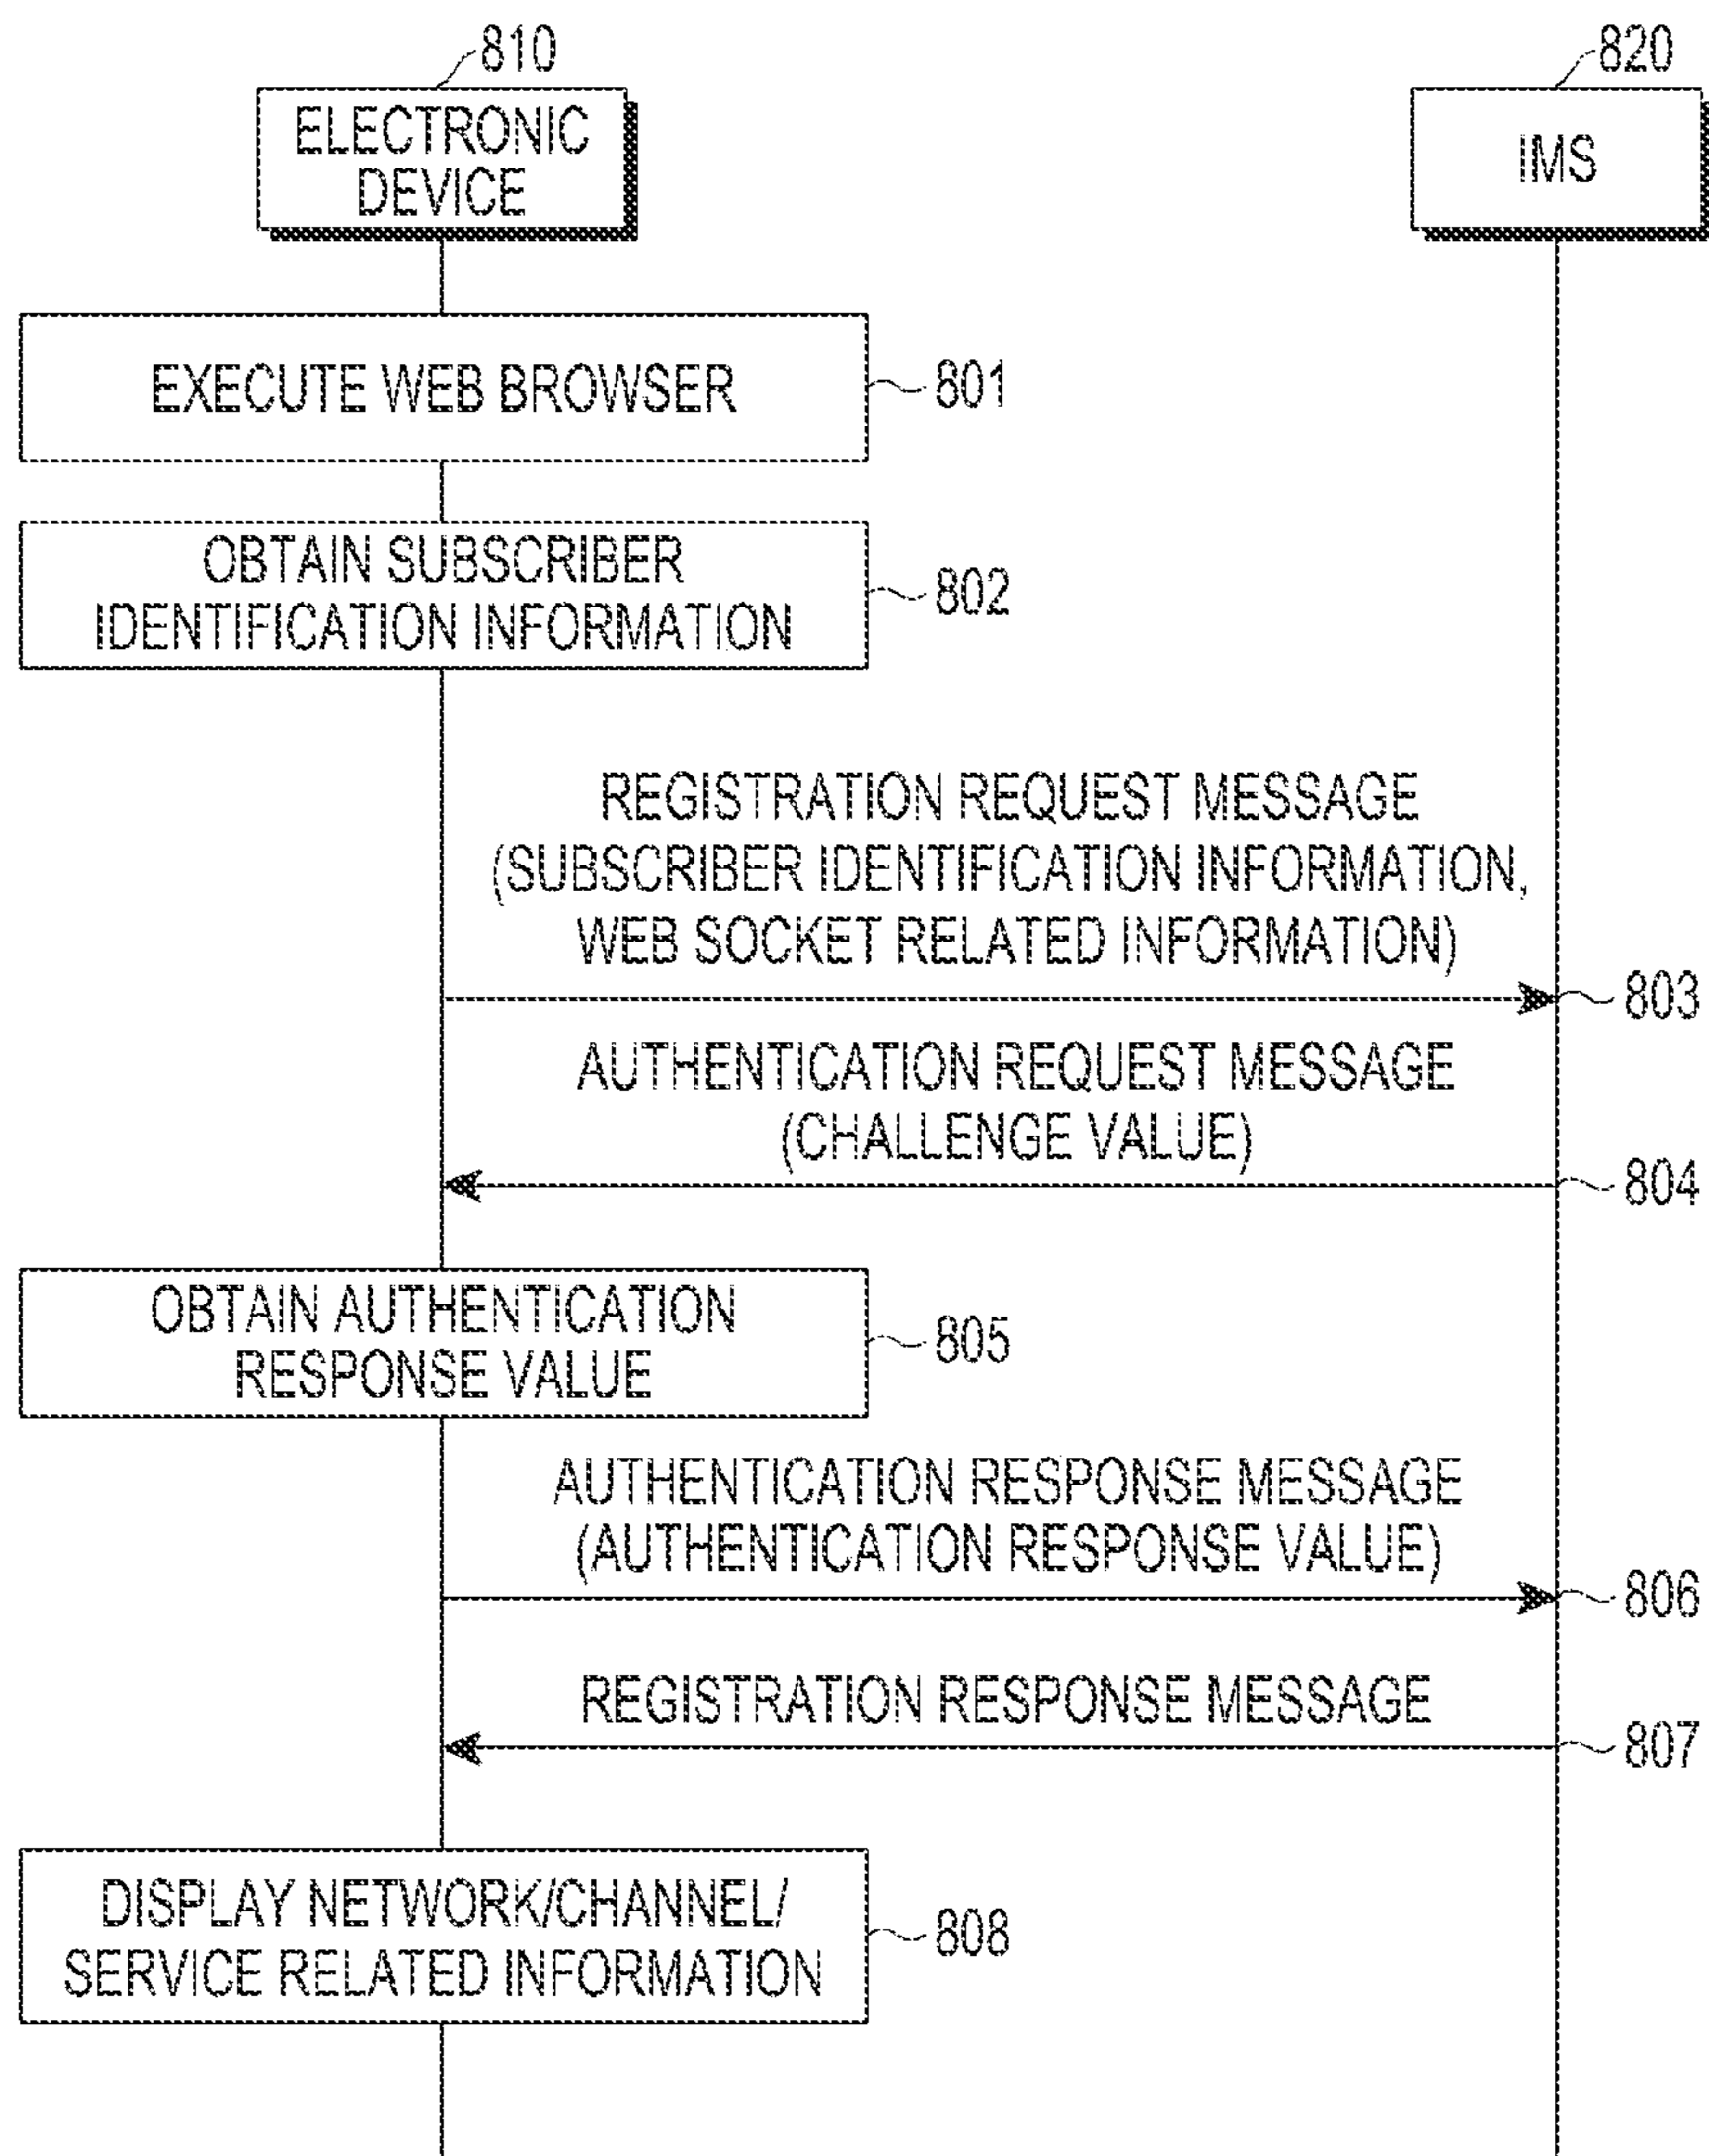 810
820
ELECTRONIC
DEVICE
IMS
EXECUTE WEB BROWSER
801
OBTAIN SUBSCRIBER
IDENTIFICATION INFORMATION
802
REGISTRATION REQUEST MESSAGE
(SUBSCRIBER IDENTIFICATION INFORMATION,
WEB SOCKET RELATED INFORMATION)
803
AUTHENTICATION REQUEST MESSAGE
(CHALLENGE VALUE)
804
OBTAIN AUTHENTICATION
RESPONSE VALUE
805
AUTHENTICATION RESPONSE MESSAGE
(AUTHENTICATION RESPONSE VALUE)
806
REGISTRATION RESPONSE MESSAGE
807
DISPLAY NETWORK/CHANNEL/
SERVICE RELATED INFORMATION
808